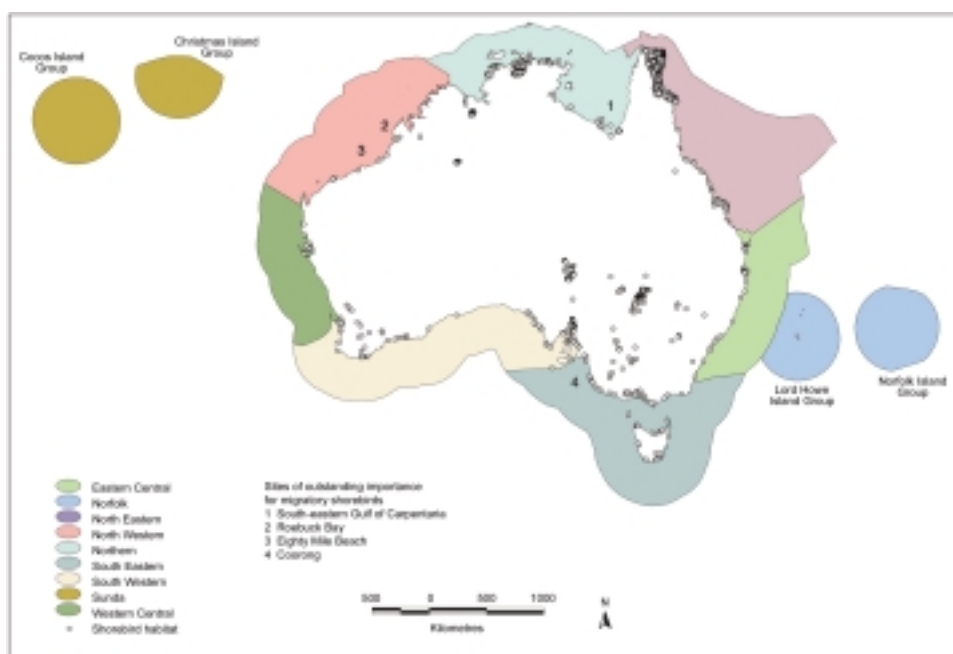 Cocos Island
Group
Christmas Island
Group
1
2
3
4
Lord Howe
Island Group
Norfolk Island
Group
Eastern Central
Norfolk
North Eastern
North Western
Northern
South Eastern
South Western
Sunda
Western Central
Shorebird habitat
Sites of outstanding importance
for migratory shorebirds
1 South-eastern Gulf of Carpentaria
2 Roebuck Bay
3 Eighty Mile Beach
4 Coorong
500 0 500 1000
Kilometres
N